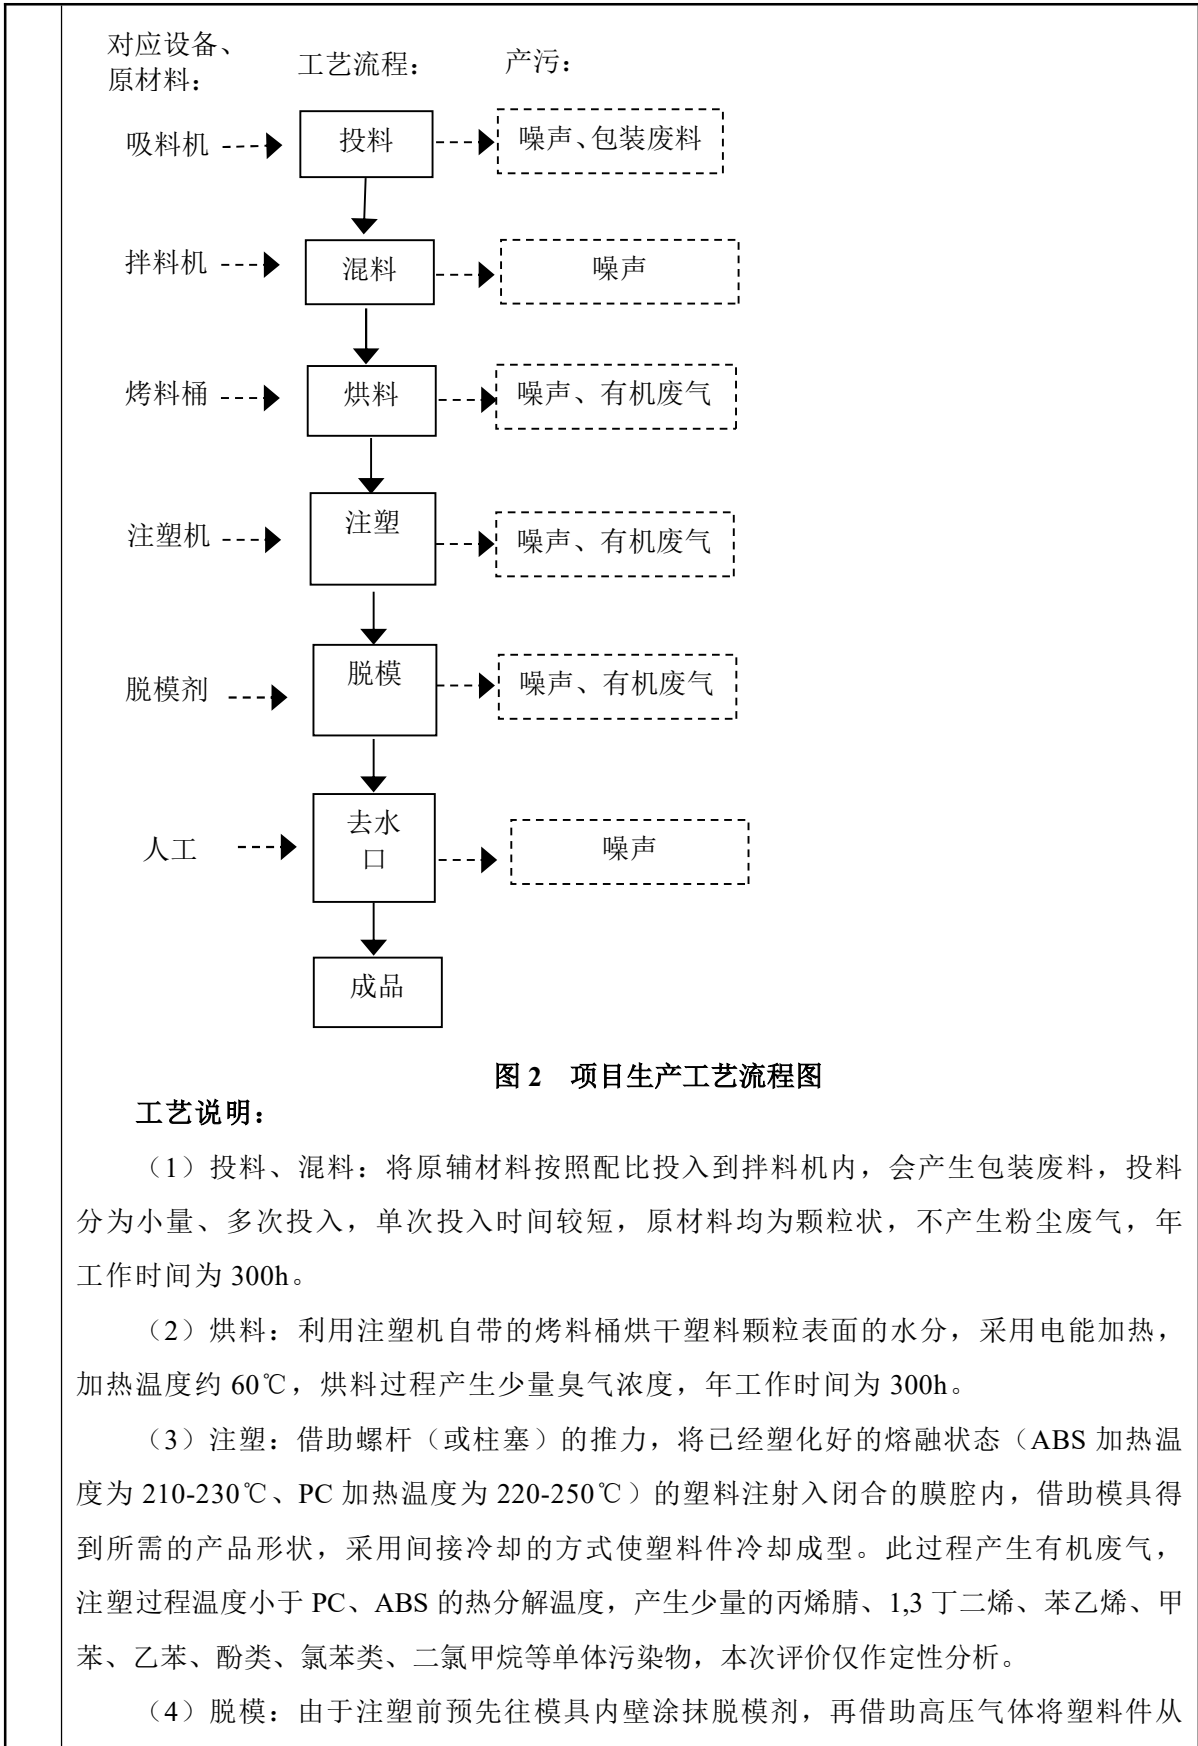 对应设备、
原材料：
工艺流程：
产污：
吸料机
投料
噪声、包装废料
拌料机
混料
噪声
烤料桶
烘料
噪声、有机废气
注塑机
注塑
噪声、有机废气
脱模剂
脱模
噪声、有机废气
人工
去水
口
噪声
成品
图 2 项目生产工艺流程图
工艺说明：
（1）投料、混料：将原辅材料按照配比投入到拌料机内，会产生包装废料，投料
分为小量、多次投入，单次投入时间较短，原材料均为颗粒状，不产生粉尘废气，年
工作时间为 300h。
（2）烘料：利用注塑机自带的烤料桶烘干塑料颗粒表面的水分，采用电能加热，
加热温度约 60℃，烘料过程产生少量臭气浓度，年工作时间为 300h。
（3）注塑：借助螺杆（或柱塞）的推力，将已经塑化好的熔融状态（ABS 加热温
度为 210-230℃、PC 加热温度为 220-250℃）的塑料注射入闭合的膜腔内，借助模具得
到所需的产品形状，采用间接冷却的方式使塑料件冷却成型。此过程产生有机废气，
注塑过程温度小于 PC、ABS 的热分解温度，产生少量的丙烯腈、1,3 丁二烯、苯乙烯、甲
苯、乙苯、酚类、氯苯类、二氯甲烷等单体污染物，本次评价仅作定性分析。
（4）脱模：由于注塑前预先往模具内壁涂抹脱模剂，再借助高压气体将塑料件从